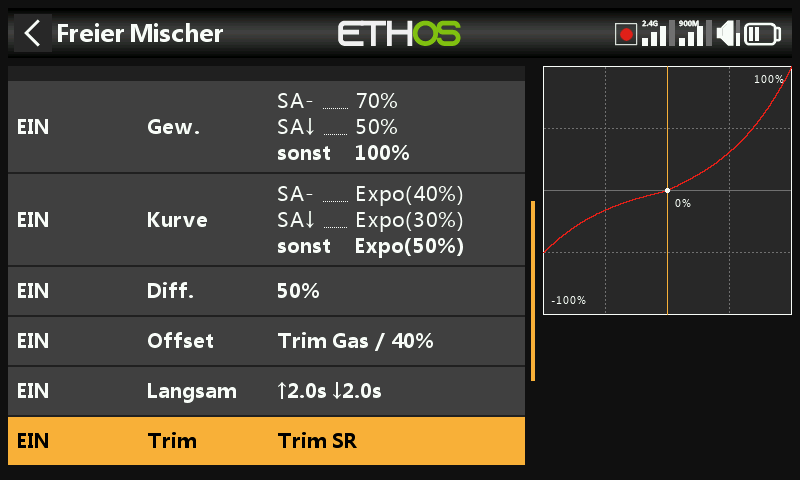 Freier Mischer
ETHOS
2.4G
900M
EIN Gew. SA- 70%
SA↓ 50%
sonst 100%
EIN Kurve SA- Expo(40%)
SA↓ Expo(30%)
sonst Expo(50%)
EIN Diff. 50%
EIN Offset Trim Gas / 40%
EIN Langsam ↑2.0s ↓2.0s
EIN Trim Trim SR
100%
0%
-100%